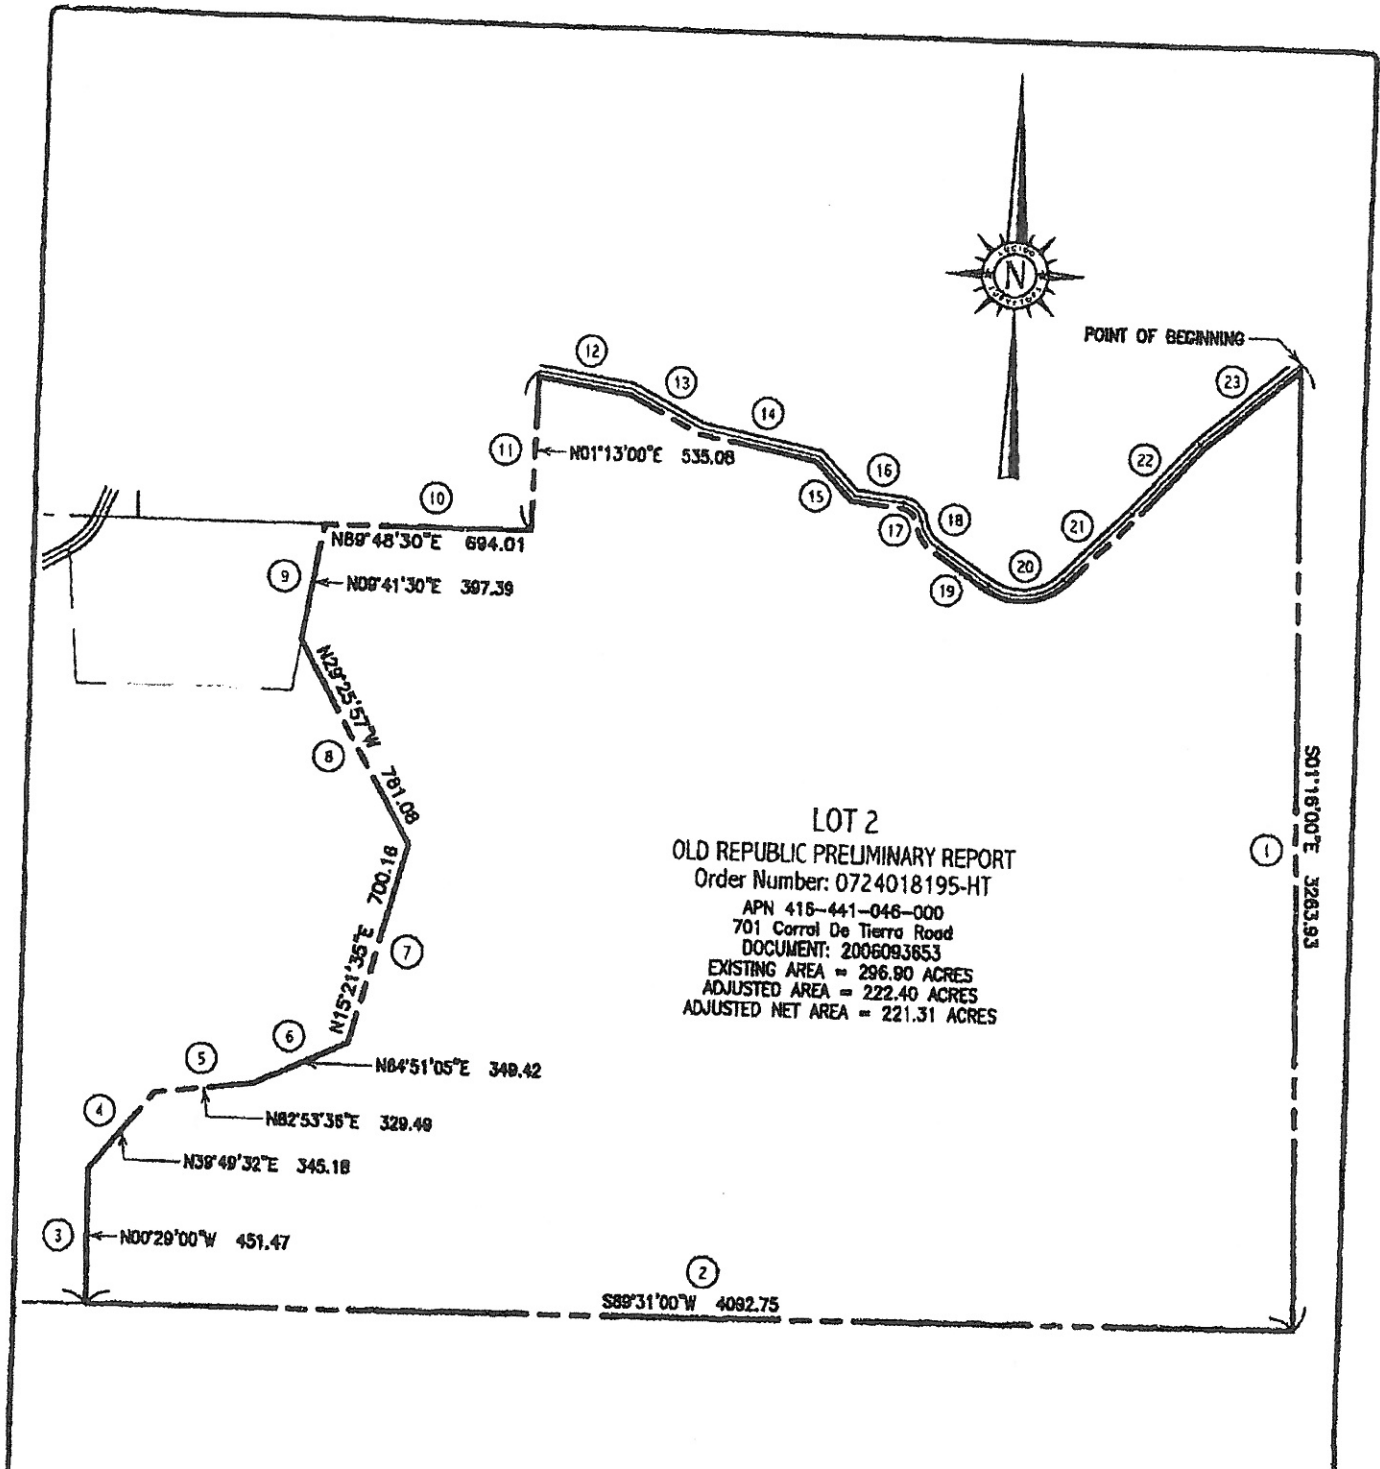 POINT OF BEGINNING
LUCIDO
N
SURVEYORS
12
13
23
14
11
N01°13'00"E 535.08
22
16
10
15
17
18
21
N89°48'30"E 694.01
20
9
N09°41'30"E 397.39
19
N29°25'57"W 781.08
8
S01°16'00"E 3263.93
LOT 2
1
OLD REPUBLIC PRELIMINARY REPORT
Order Number: 0724018195-HT
APN 416-441-046-000
701 Corral De Tierra Road
DOCUMENT: 2006093653
EXISTING AREA = 296.90 ACRES
ADJUSTED AREA = 222.40 ACRES
ADJUSTED NET AREA = 221.31 ACRES
N15°21'35"E 700.16
7
6
5
N64°51'05"E 349.42
4
N82°53'35"E 329.49
N39°49'32"E 345.18
3
N00°29'00"W 451.47
2
S89°31'00"W 4092.75